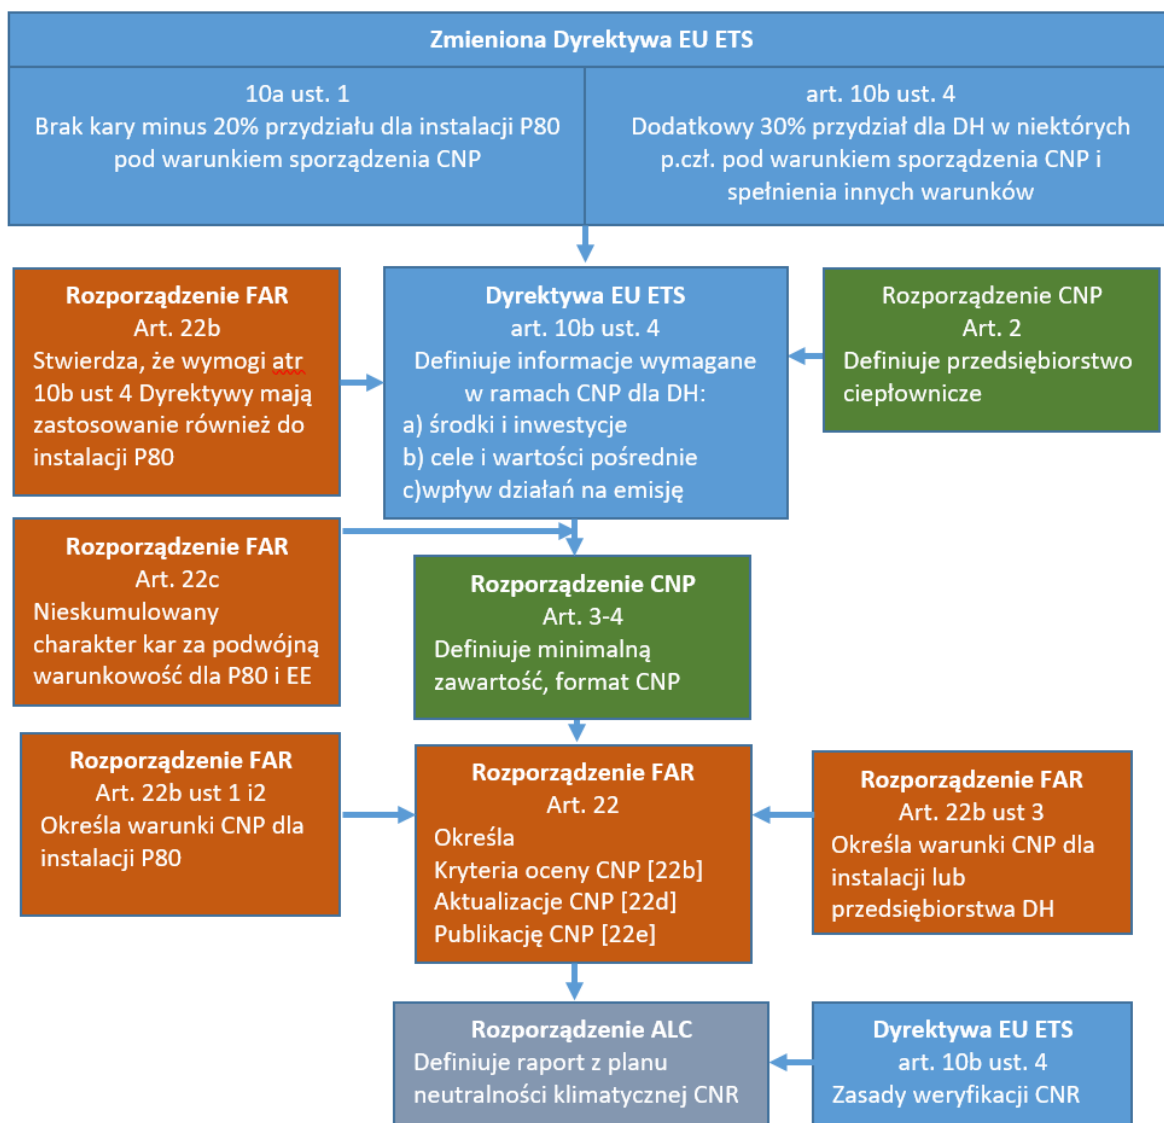 Zmieniona Dyrektywa EU ETS
10a ust. 1
Brak kary minus 20% przydziału dla instalacji P80
pod warunkiem sporządzenia CNP
art. 10b ust. 4
Dodatkowy 30% przydział dla DH w niektórych
p.czł. pod warunkiem sporządzenia CNP i
spełnienia innych warunków
Rozporządzenie FAR
Art. 22b
Stwierdza, że wymogi atr
10b ust 4 Dyrektywy mają
zastosowanie również do
instalacji P80
Dyrektywa EU ETS
art. 10b ust. 4
Definiuje informacje wymagane
w ramach CNP dla DH:
a) środki i inwestycje
b) cele i wartości pośrednie
c)wpływ działań na emisję
Rozporządzenie CNP
Art. 2
Definiuje przedsiębiorstwo
ciepłownicze
Rozporządzenie FAR
Art. 22c
Nieskumulowany
charakter kar za podwójną
warunkowość dla P80 i EE
Rozporządzenie CNP
Art. 3-4
Definiuje minimalną
zawartość, format CNP
Rozporządzenie FAR
Art. 22b ust 1 i2
Określa warunki CNP dla
instalacji P80
Rozporządzenie FAR
Art. 22
Określa
Kryteria oceny CNP [22b]
Aktualizacje CNP [22d]
Publikację CNP [22e]
Rozporządzenie FAR
Art. 22b ust 3
Określa warunki CNP dla
instalacji lub
przedsiębiorstwa DH
Rozporządzenie ALC
Definiuje raport z planu
neutralności klimatycznej CNR
Dyrektywa EU ETS
art. 10b ust. 4
Zasady weryfikacji CNR